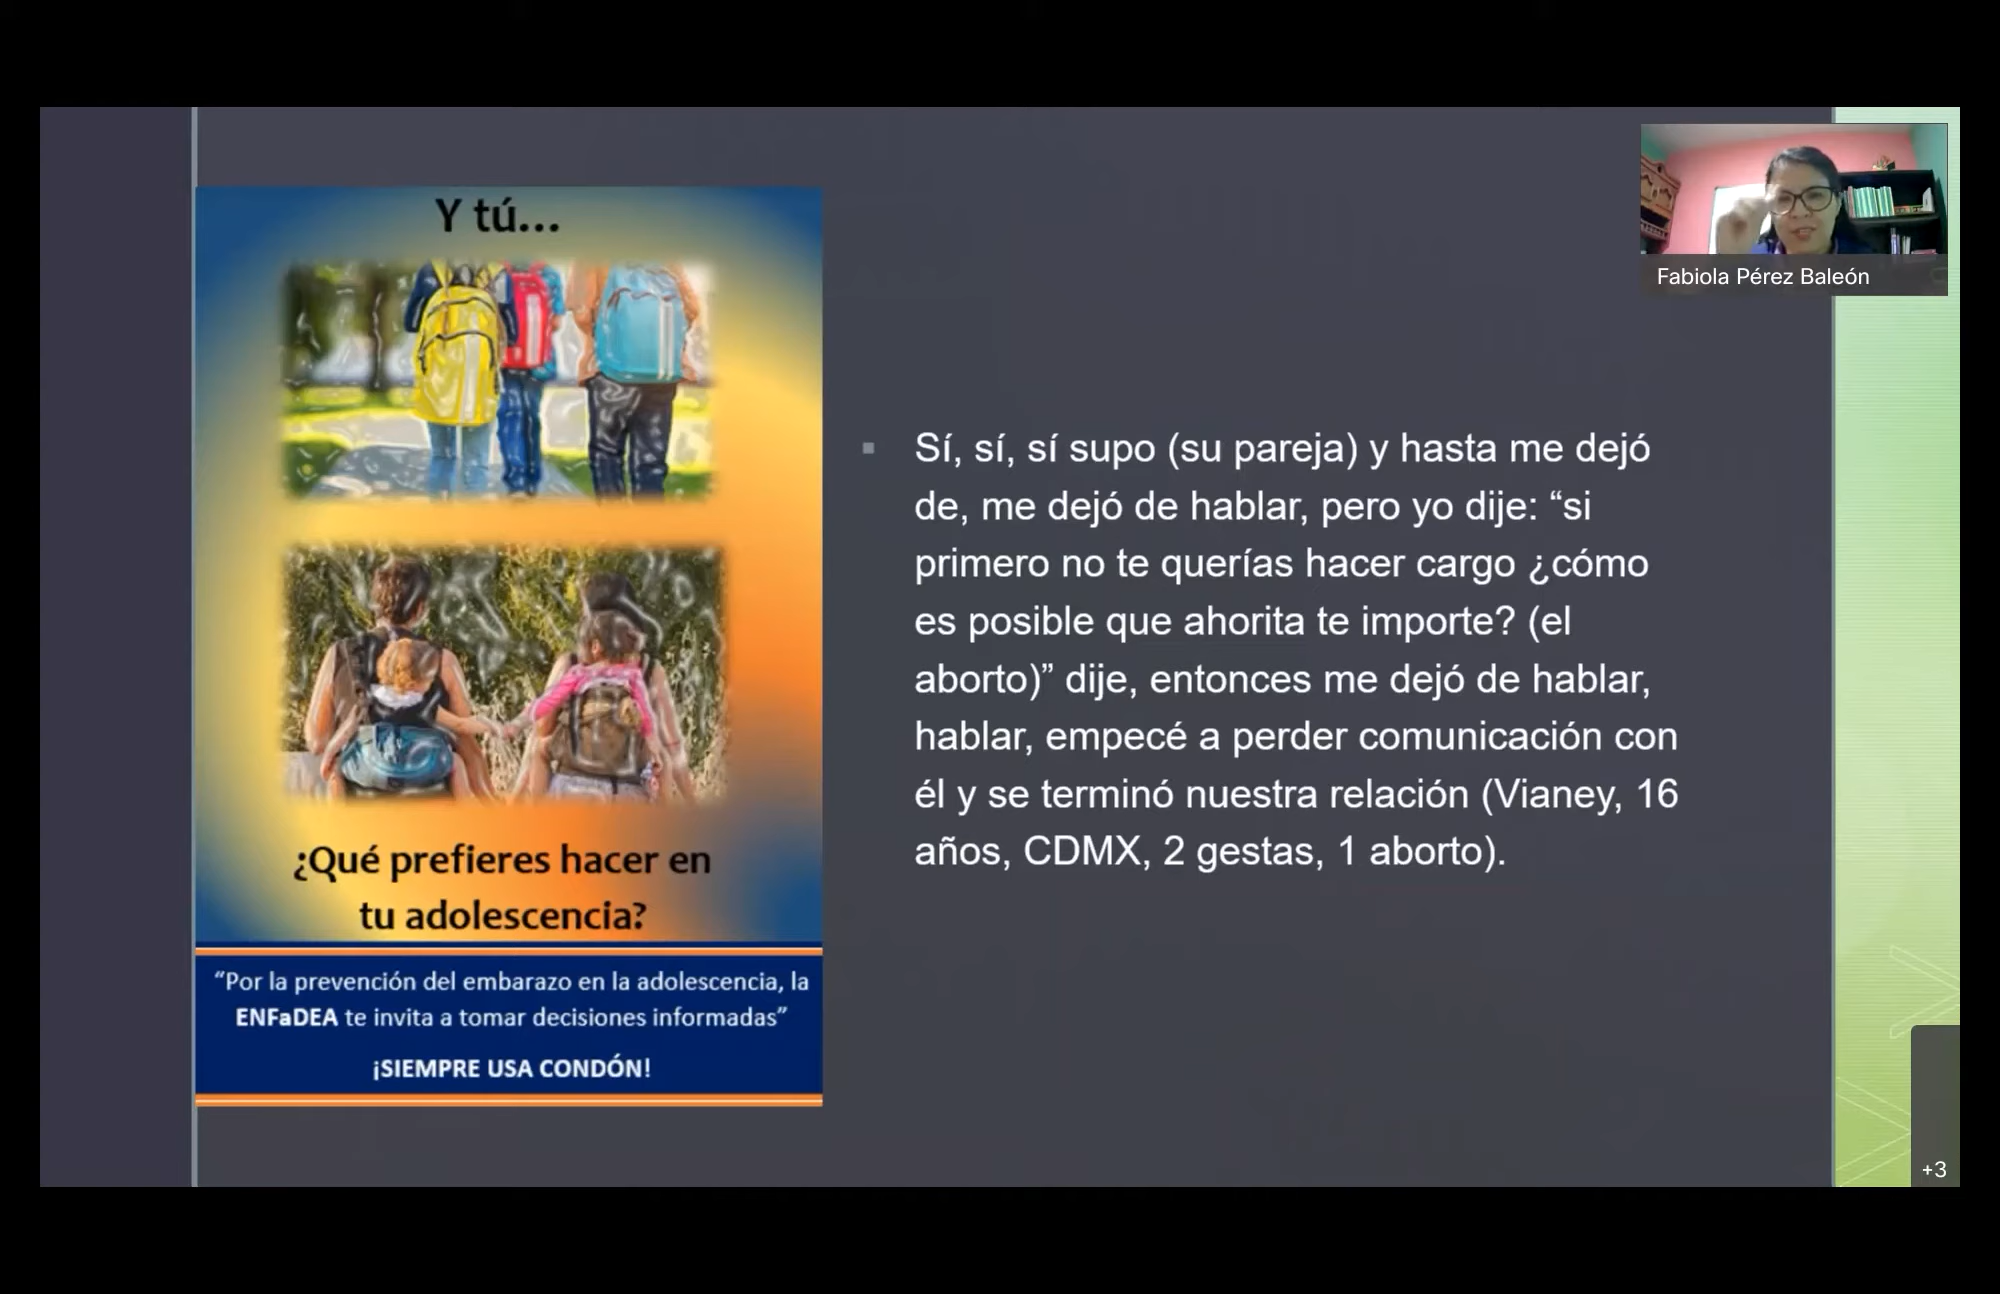 Y tú...
¿Qué prefieres hacer en
tu adolescencia?
“Por la prevención del embarazo en la adolescencia, la
ENFaDEA te invita a tomar decisiones informadas”
¡SIEMPRE USA CONDÓN!
Sí, sí, sí supo (su pareja) y hasta me dejó
de, me dejó de hablar, pero yo dije: “si
primero no te querías hacer cargo ¿cómo
es posible que ahorita te importe? (el
aborto)” dije, entonces me dejó de hablar,
hablar, empecé a perder comunicación con
él y se terminó nuestra relación (Vianey, 16
años, CDMX, 2 gestas, 1 aborto).
Fabiola Pérez Baleón
+3